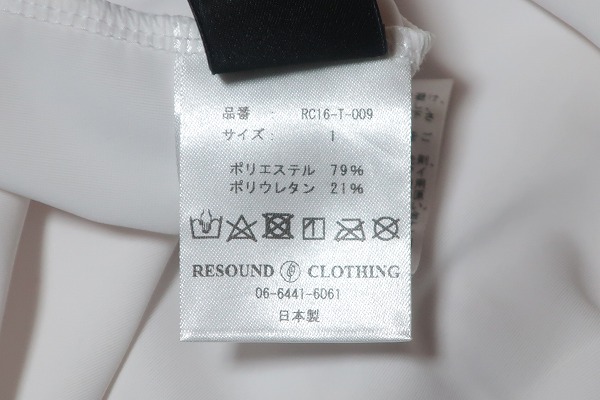 品番 : RC16-T-009
サイズ: 1
ポリエステル 79%
ポリウレタン 21%
RESOUND CLOTHING
06-6441-6061
日本製